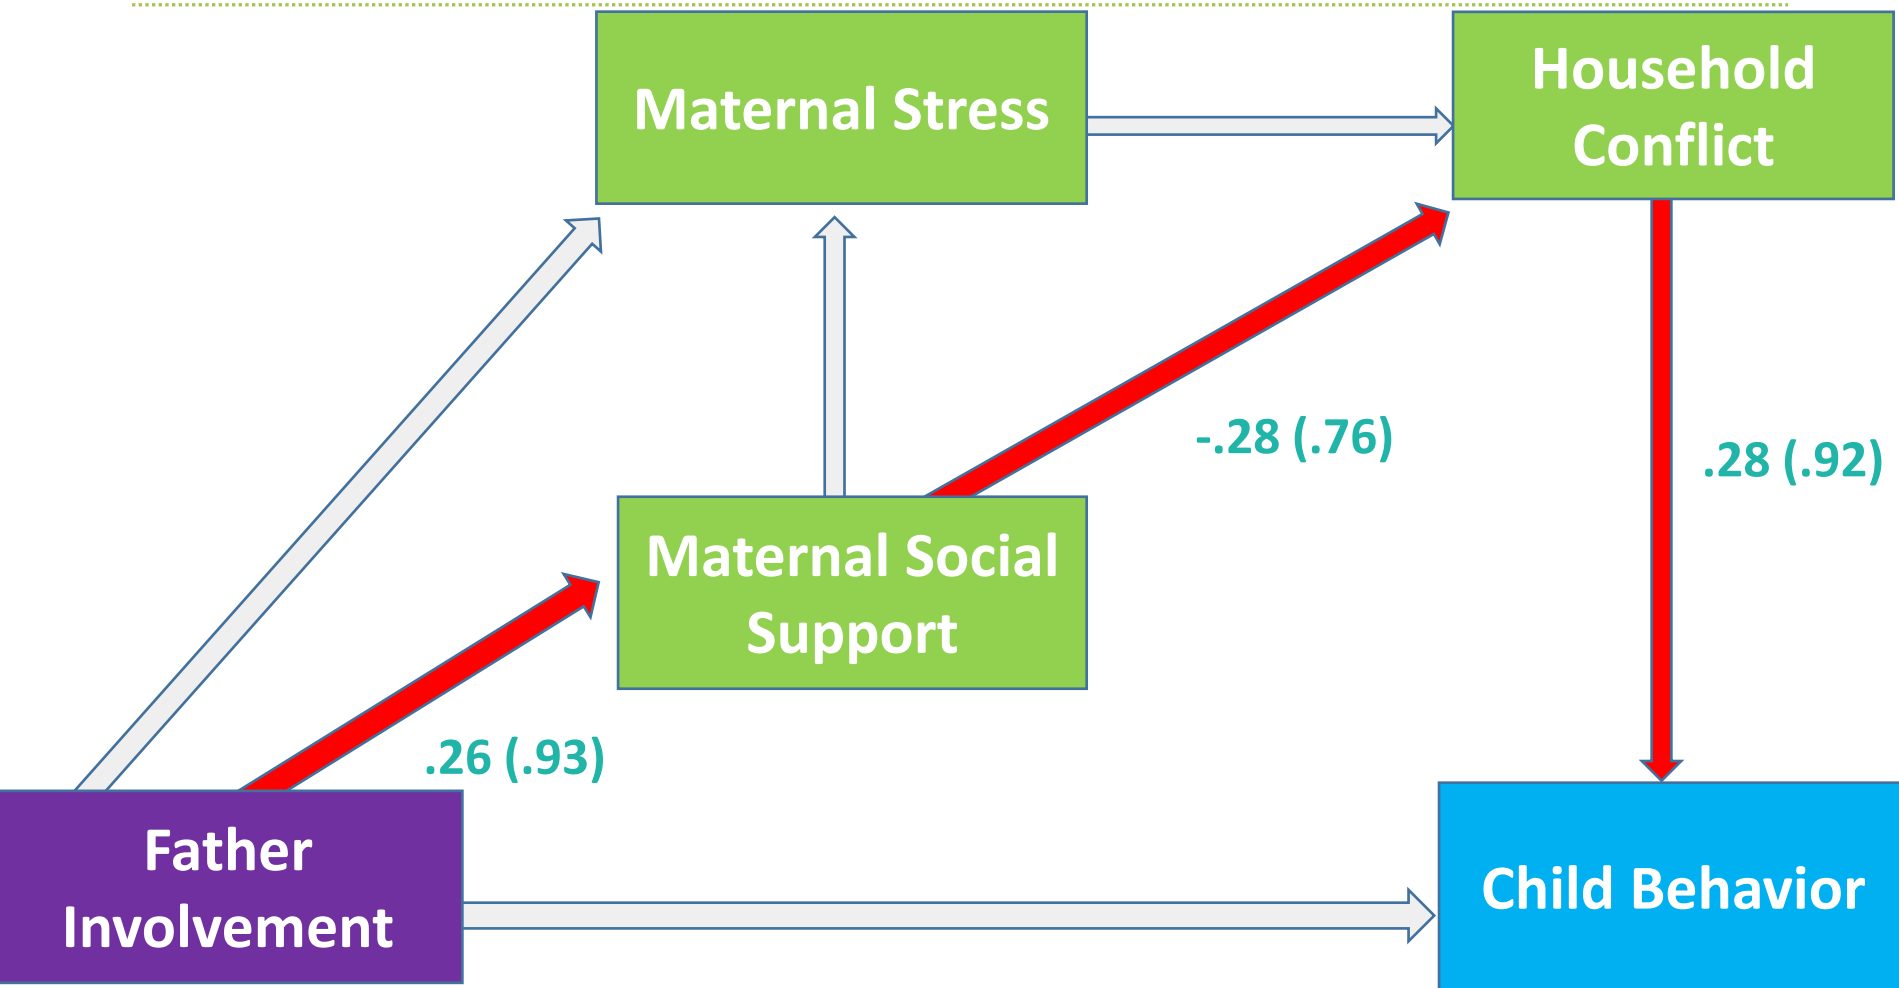 Maternal Stress
Household
Conflict
-.28 (.76)
.28 (.92)
Maternal Social
Support
.26 (.93)
Father
Involvement
Child Behavior